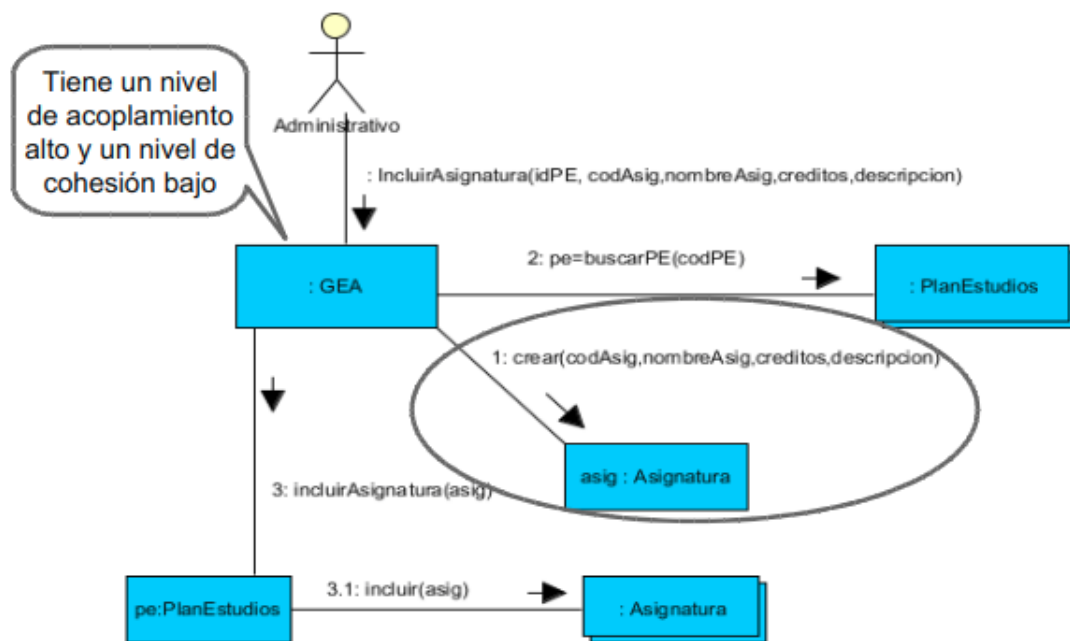 Tiene un nivel
de acoplamiento
alto y un nivel de
cohesión bajo
Administrativo
: IncluirAsignatura(idPE, codAsig,nombreAsig,creditos,descripcion)
: GEA
2: pe=buscarPE(codPE)
: PlanEstudios
1: crear(codAsig,nombreAsig,creditos,descripcion)
asig : Asignatura
3: incluirAsignatura(asig)
pe:PlanEstudios
3.1: incluir(asig)
: Asignatura